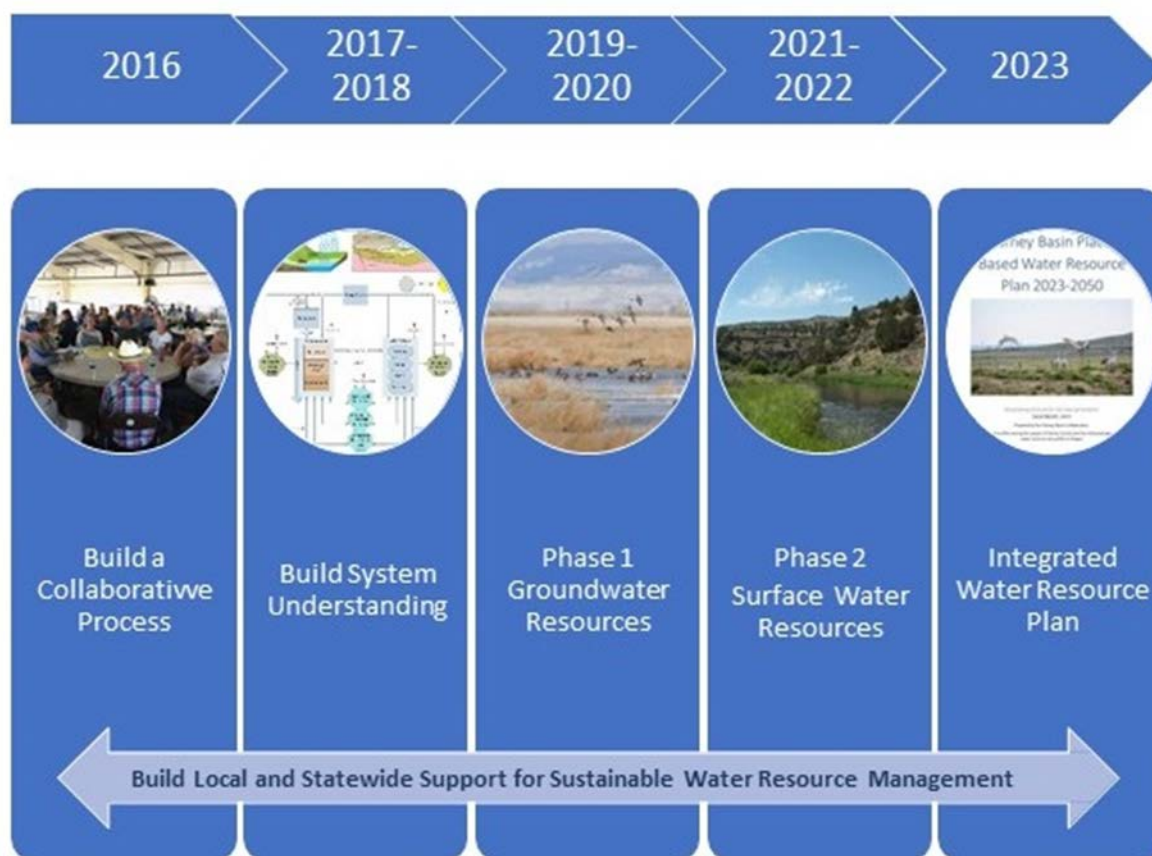 2016
2017-
2018
2019-
2020
2021-
2022
2023
Build a
Collaborativve
Process
Build System
Understanding
Phase 1
Groundwater
Resources
Phase 2
Surface Water
Resources
Basin
Based Water Resource
Plan 2023-2050
Integrated
Water Resource
Plan
Build Local and Statewide Support for Sustainable Water Resource Management